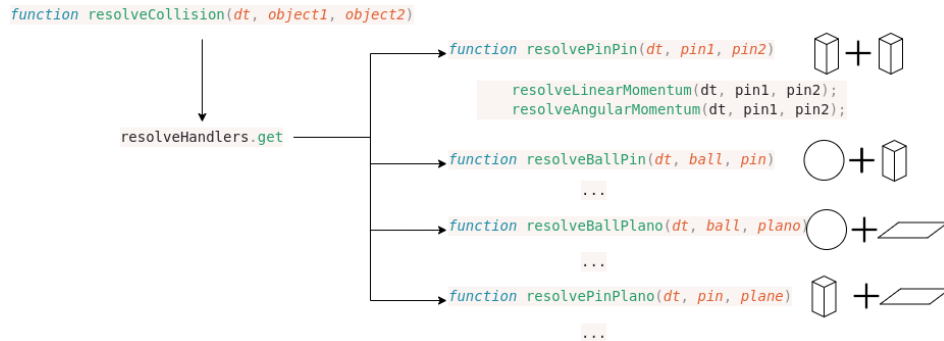 function resolveCollision(dt, object1, object2)
function resolvePinPin(dt, pin1, pin2)
resolveLinearMomentum(dt, pin1, pin2);
resolveAngularMomentum(dt, pin1, pin2);
resolveHandlers.get
function resolveBallPin(dt, ball, pin)
...
function resolveBallPlano(dt, ball, plano)
...
function resolvePinPlano(dt, pin, plane)
...